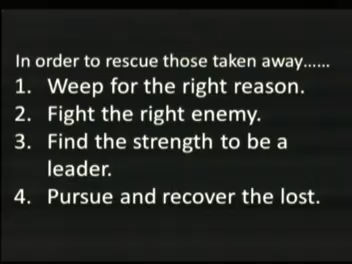 In order to rescue those taken away......
1. Weep for the right reason.
2. Fight the right enemy.
3. Find the strength to be a
leader.
4. Pursue and recover the lost.